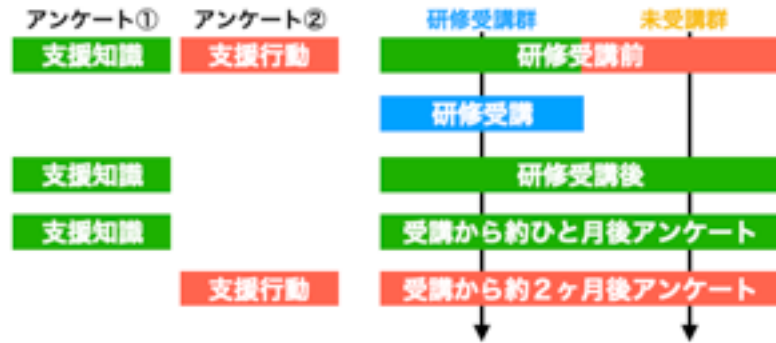 アンケート① アンケート② 研修受講群 未受講群
支援知識 支援行動 研修受講前
研修受講
支援知識 研修受講後
支援知識 受講から約ひと月後アンケート
支援行動 受講から約２ヶ月後アンケート